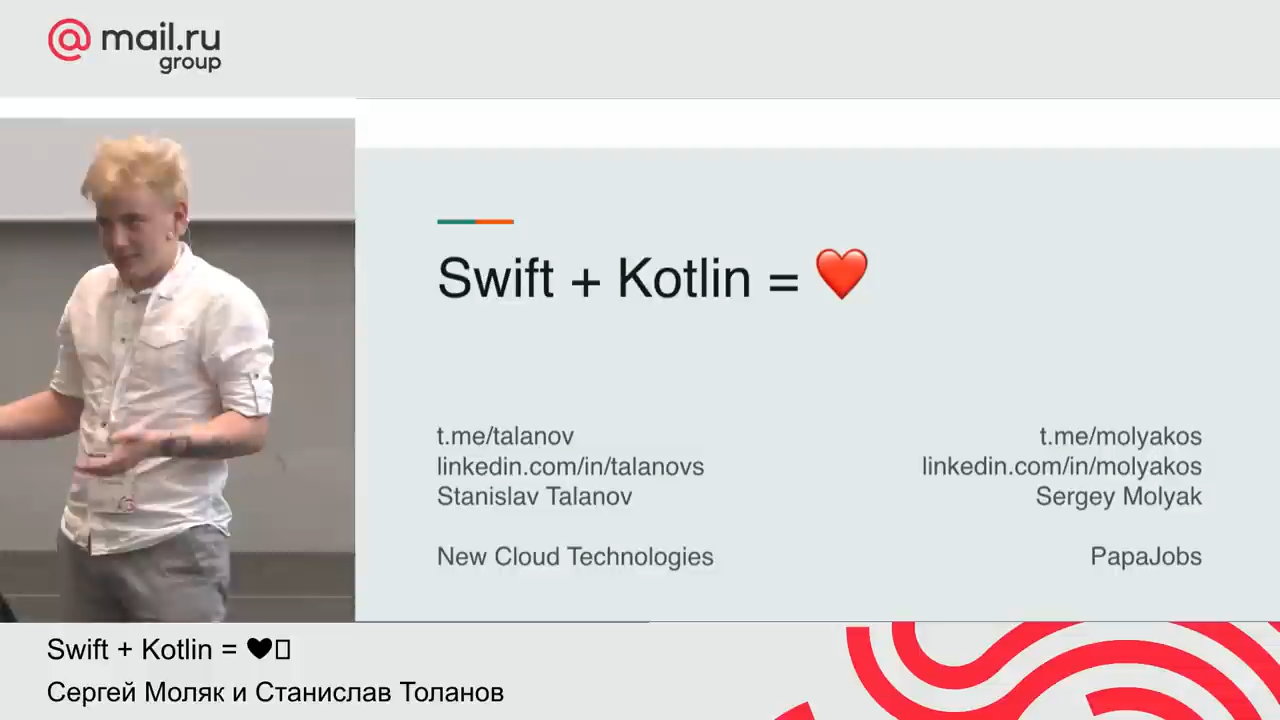 @ mail.ru
group
Swift + Kotlin = ❤️
t.me/talanov
linkedin.com/in/talanovs
Stanislav Talanov
New Cloud Technologies
t.me/molyakos
linkedin.com/in/molyakos
Sergey Molyak
PapaJobs
Swift + Kotlin = ♥▯
Сергей Моляк и Станислав Толанов